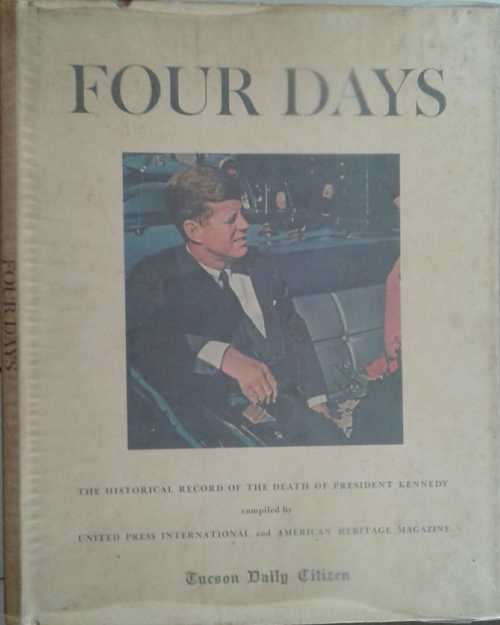 FOUR DAYS
FOUR DAYS
THE HISTORICAL RECORD OF THE DEATH OF PRESIDENT KENNEDY
compiled by
UNITED PRESS INTERNATIONAL and AMERICAN HERITAGE MAGAZINE
Tucson Daily Citizen